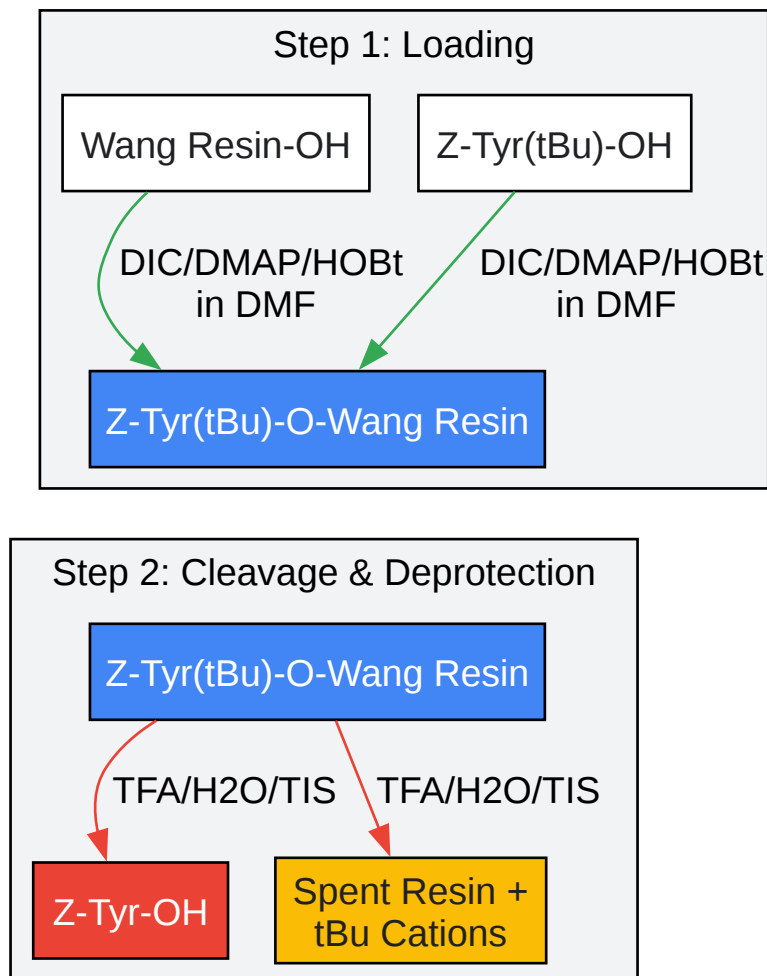 Step 1: Loading
Wang Resin-OH
Z-Tyr(tBu)-OH
DIC/DMAP/HOBt
in DMF
DIC/DMAP/HOBt
in DMF
Z-Tyr(tBu)-O-Wang Resin
Step 2: Cleavage & Deprotection
Z-Tyr(tBu)-O-Wang Resin
TFA/H2O/TIS
TFA/H2O/TIS
Z-Tyr-OH
Spent Resin +
tBu Cations